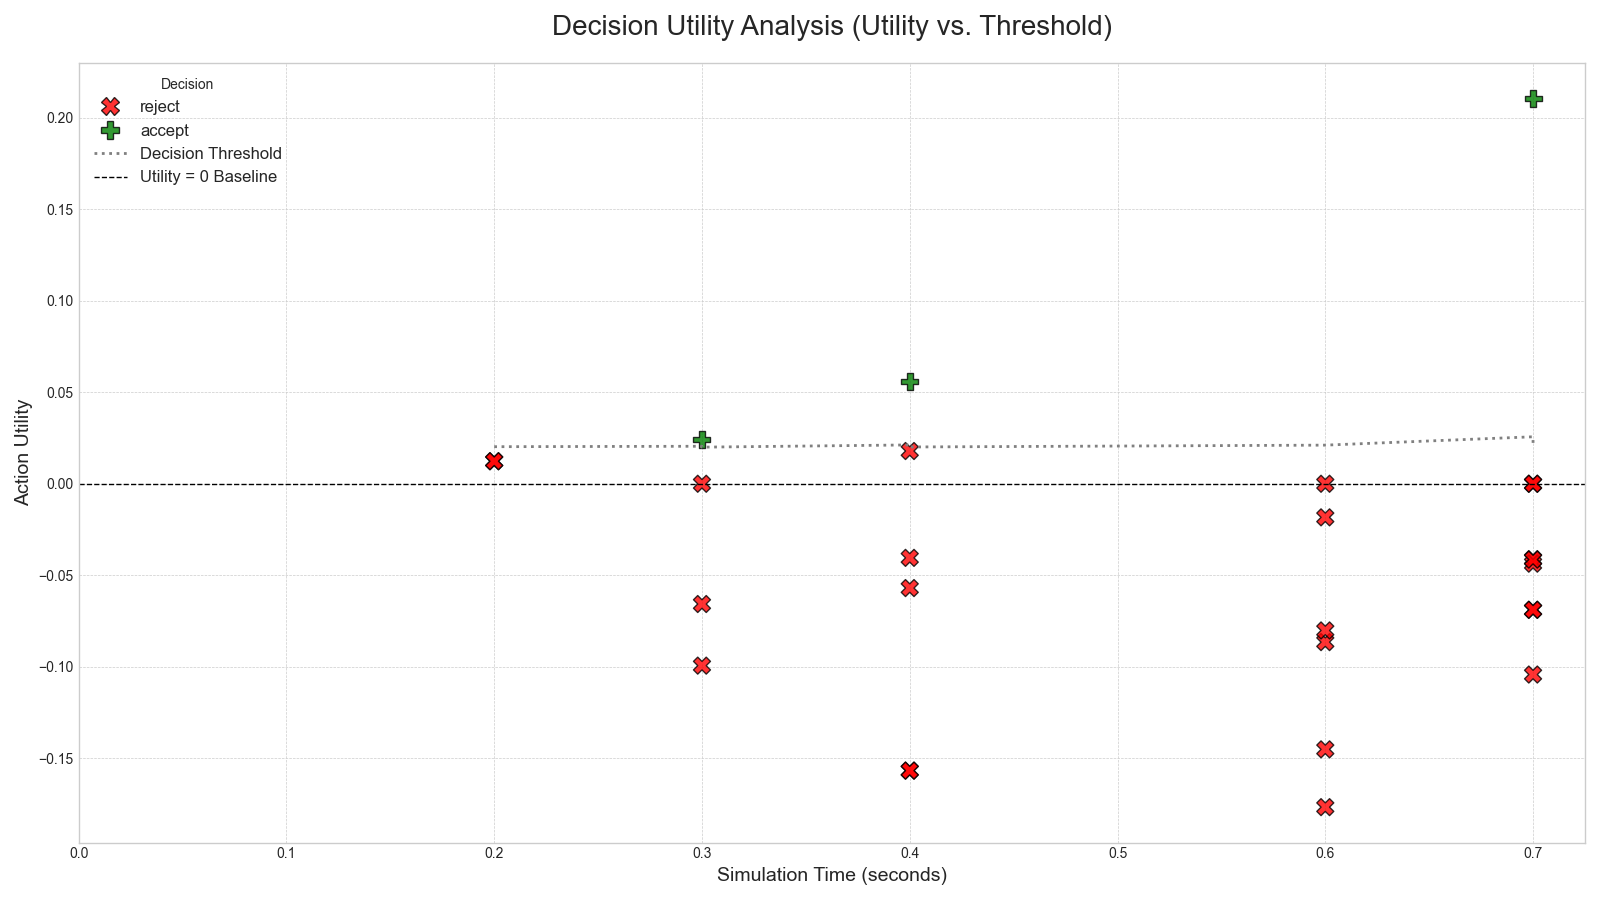 Decision Utility Analysis (Utility vs. Threshold)
Decision
reject
accept
Decision Threshold
Utility = 0 Baseline
Action Utility
0.20
0.15
0.10
0.05
0.00
−0.05
−0.10
−0.15
0.0 0.1 0.2 0.3 0.4 0.5 0.6 0.7
Simulation Time (seconds)